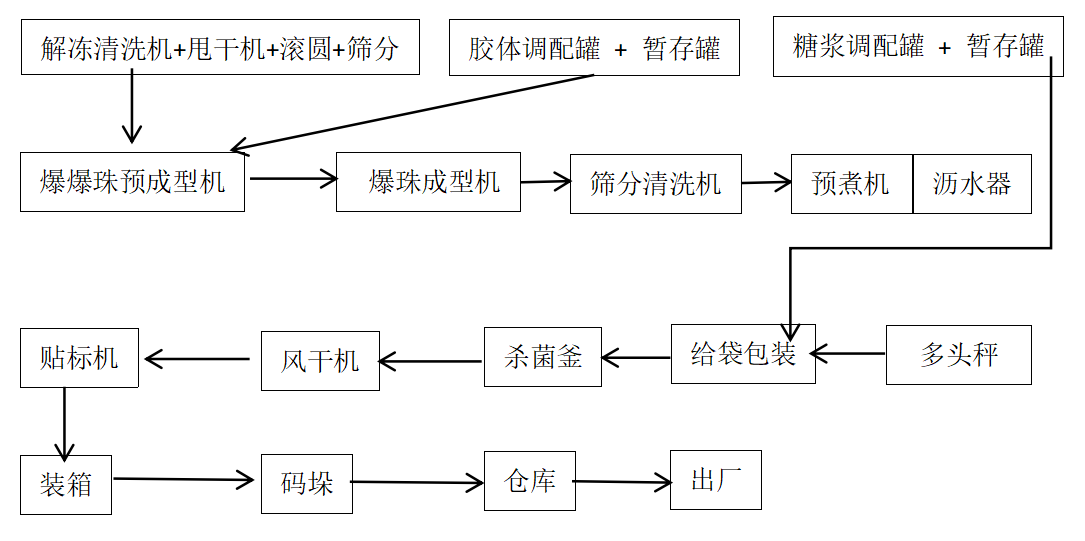 解冻清洗机+甩干机+滚圆+筛分
胶体调配罐 + 暂存罐
糖浆调配罐 + 暂存罐
爆爆珠预成型机
爆珠成型机
筛分清洗机
预煮机
沥水器
贴标机
风干机
杀菌釜
给袋包装
多头秤
装箱
码垛
仓库
出厂